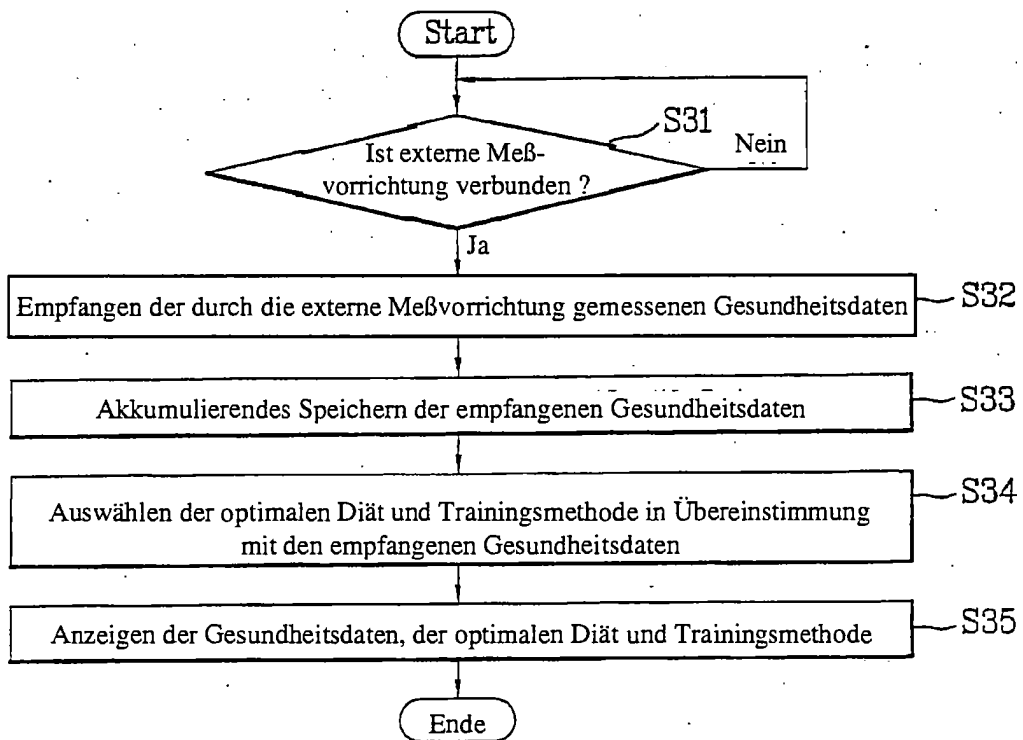 Start
S31
Ist externe Meß-
vorrichtung verbunden ?
Nein
Ja
Empfangen der durch die externe Meßvorrichtung gemessenen Gesundheitsdaten
S32
Akkumulierendes Speichern der empfangenen Gesundheitsdaten
S33
Auswählen der optimalen Diät und Trainingsmethode in Übereinstimmung
mit den empfangenen Gesundheitsdaten
S34
Anzeigen der Gesundheitsdaten, der optimalen Diät und Trainingsmethode
S35
Ende